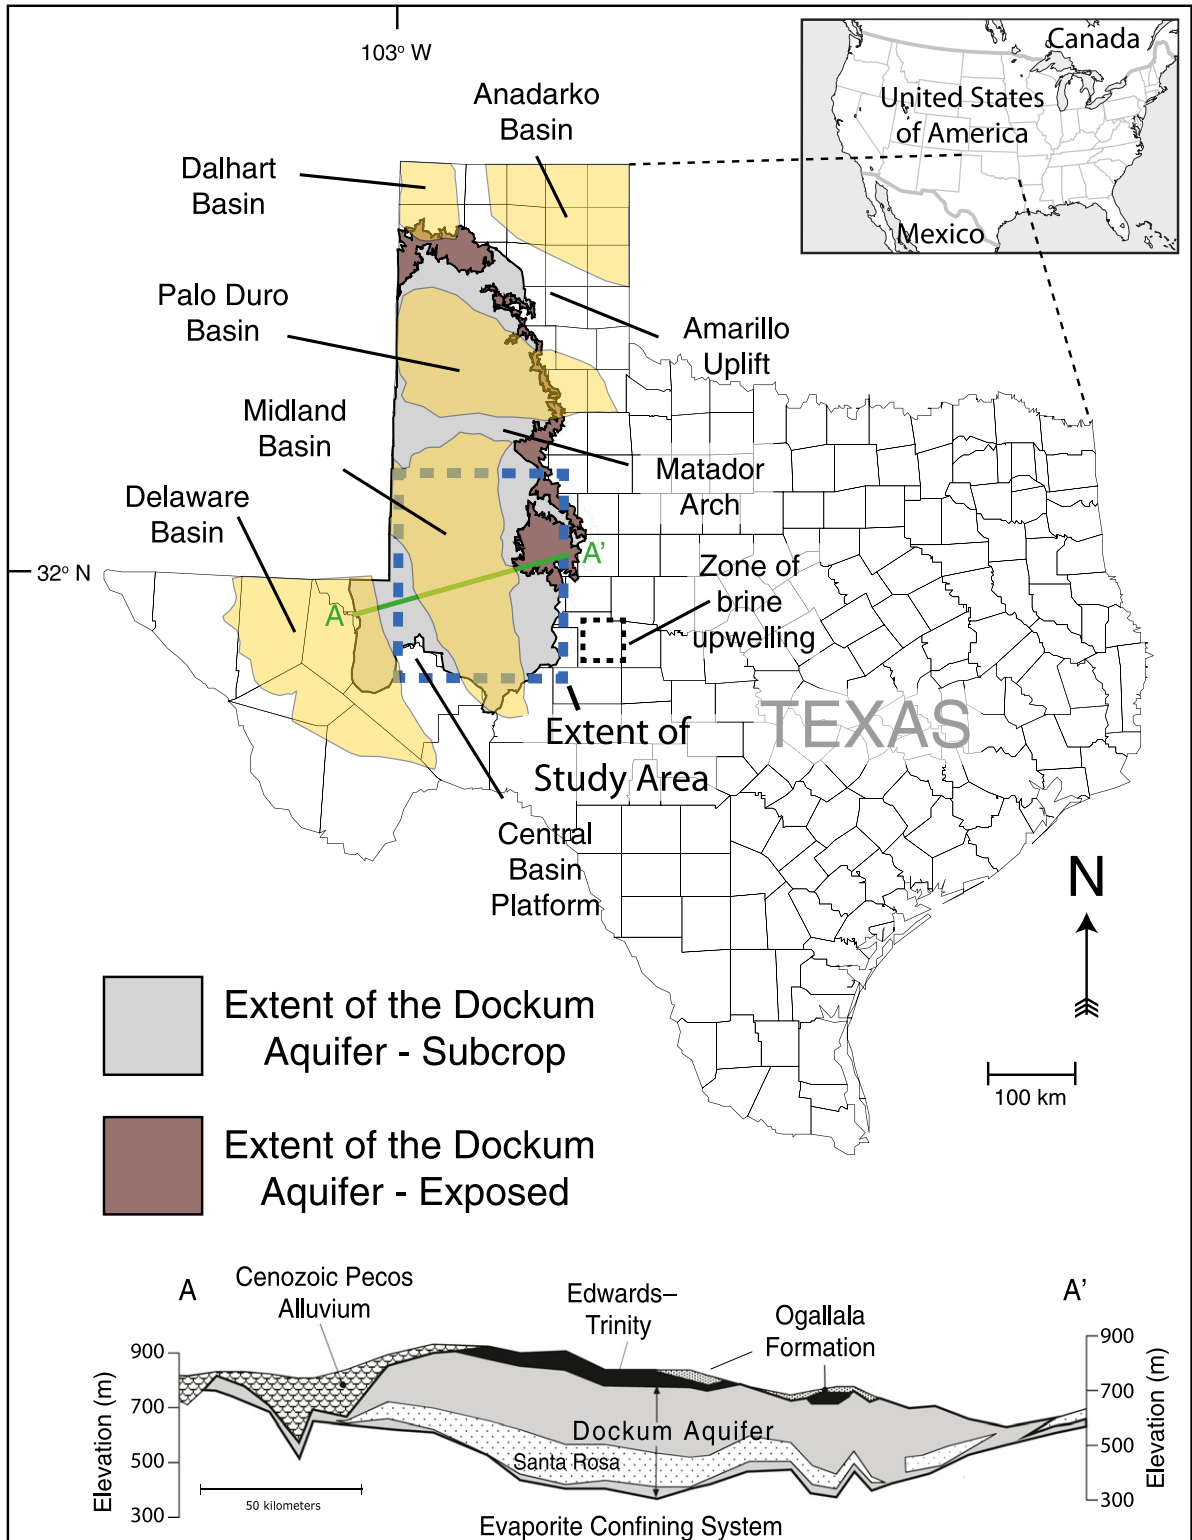 103° W
Canada
United States
of America
Mexico
Anadarko
Basin
Dalhart
Basin
Palo Duro
Basin
Amarillo
Uplift
Midland
Basin
Matador
Arch
Delaware
Basin
32° N
A
A'
Zone of
brine
upwelling
TEXAS
Extent of
Study Area
Central
Basin
Platform
N
100 km
Extent of the Dockum
Aquifer - Subcrop
Extent of the Dockum
Aquifer - Exposed
A
Cenozoic Pecos
Alluvium
Edwards–
Trinity
Ogallala
Formation
A’
Elevation (m)
900
700
500
300
Dockum Aquifer
Santa Rosa
50 kilometers
Evaporite Confining System
900
700
500
300
Elevation (m)